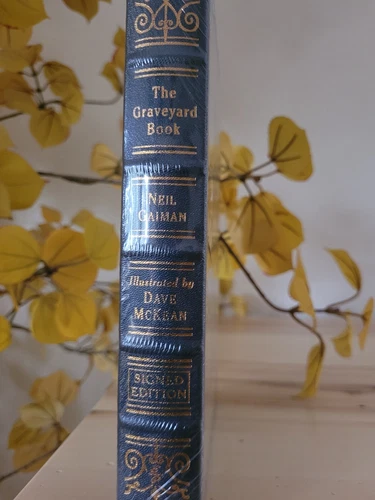 The
Graveyard
Book
NEIL
GAIMAN
Illustrated by
DAVE
MCKEAN
SIGNED
EDITION